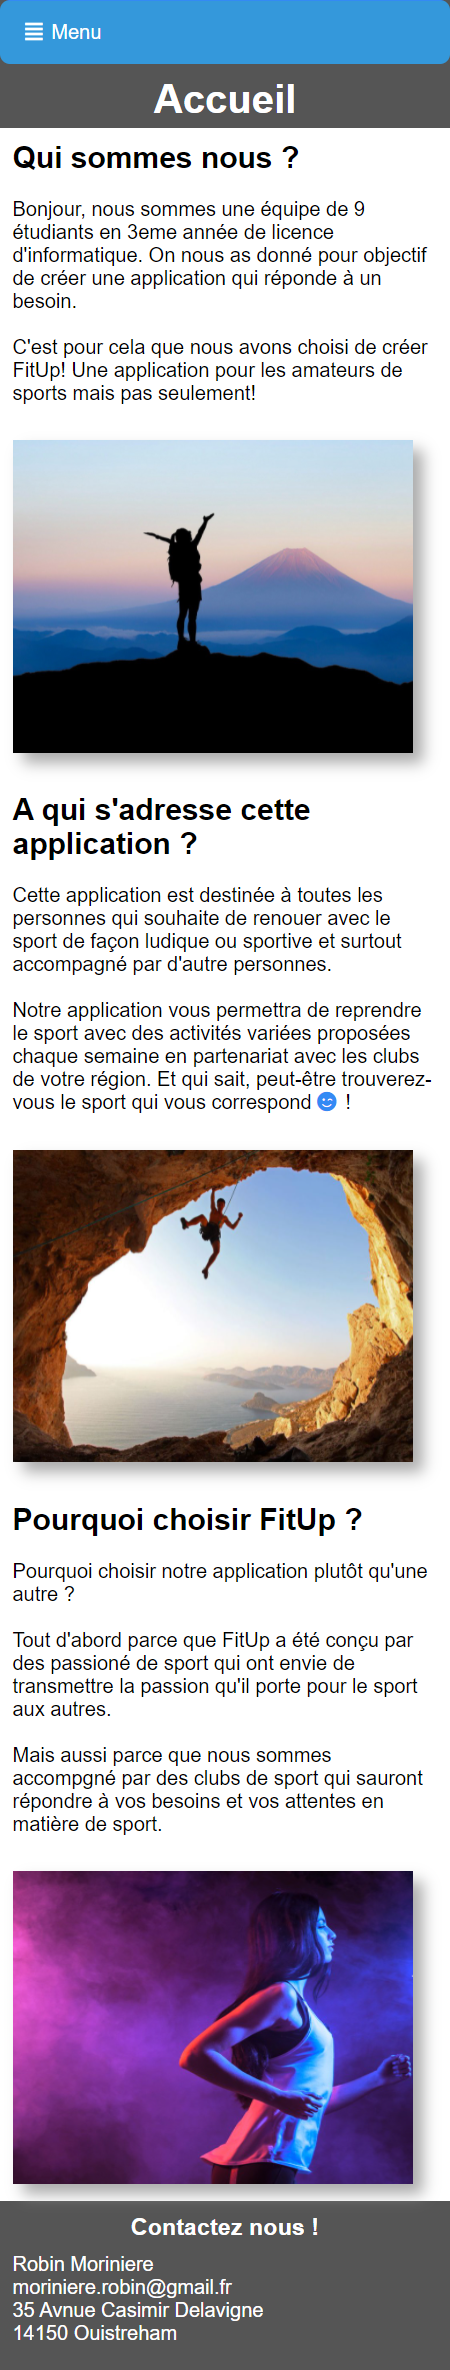 Menu
Accueil
Qui sommes nous ?
Bonjour, nous sommes une équipe de 9
étudiants en 3eme année de licence
d'informatique. On nous as donné pour objectif
de créer une application qui réponde à un
besoin.
C'est pour cela que nous avons choisi de créer
FitUp! Une application pour les amateurs de
sports mais pas seulement!
A qui s'adresse cette
application ?
Cette application est destinée à toutes les
personnes qui souhaite de renouer avec le
sport de façon ludique ou sportive et surtout
accompagné par d'autre personnes.
Notre application vous permettra de reprendre
le sport avec des activités variées proposées
chaque semaine en partenariat avec les clubs
de votre région. Et qui sait, peut-être trouverez-
vous le sport qui vous correspond 😉 !
Pourquoi choisir FitUp ?
Pourquoi choisir notre application plutôt qu'une
autre ?
Tout d'abord parce que FitUp a été conçu par
des passioné de sport qui ont envie de
transmettre la passion qu'il porte pour le sport
aux autres.
Mais aussi parce que nous sommes
accompgné par des clubs de sport qui sauront
répondre à vos besoins et vos attentes en
matière de sport.
Contactez nous !
Robin Moriniere
moriniere.robin@gmail.fr
35 Avnue Casimir Delavigne
14150 Ouistreham